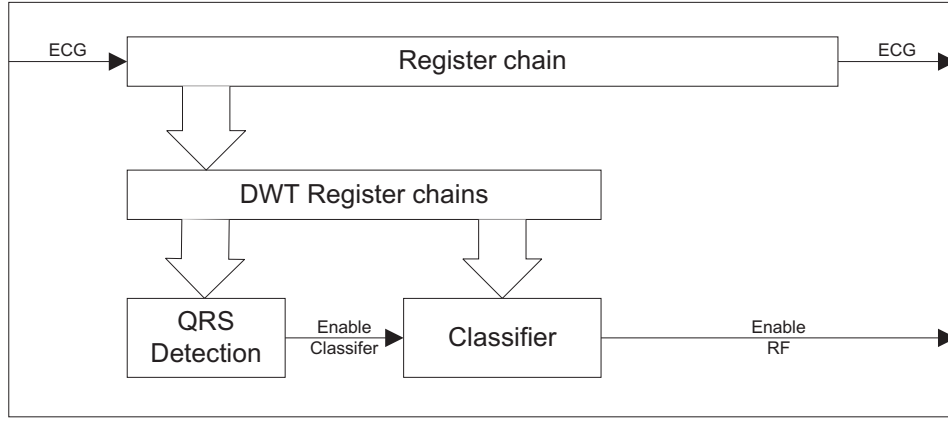 ECG
Register chain
ECG
DWT Register chains
QRS
Detection
Enable
Classifer
Classifier
Enable
RF